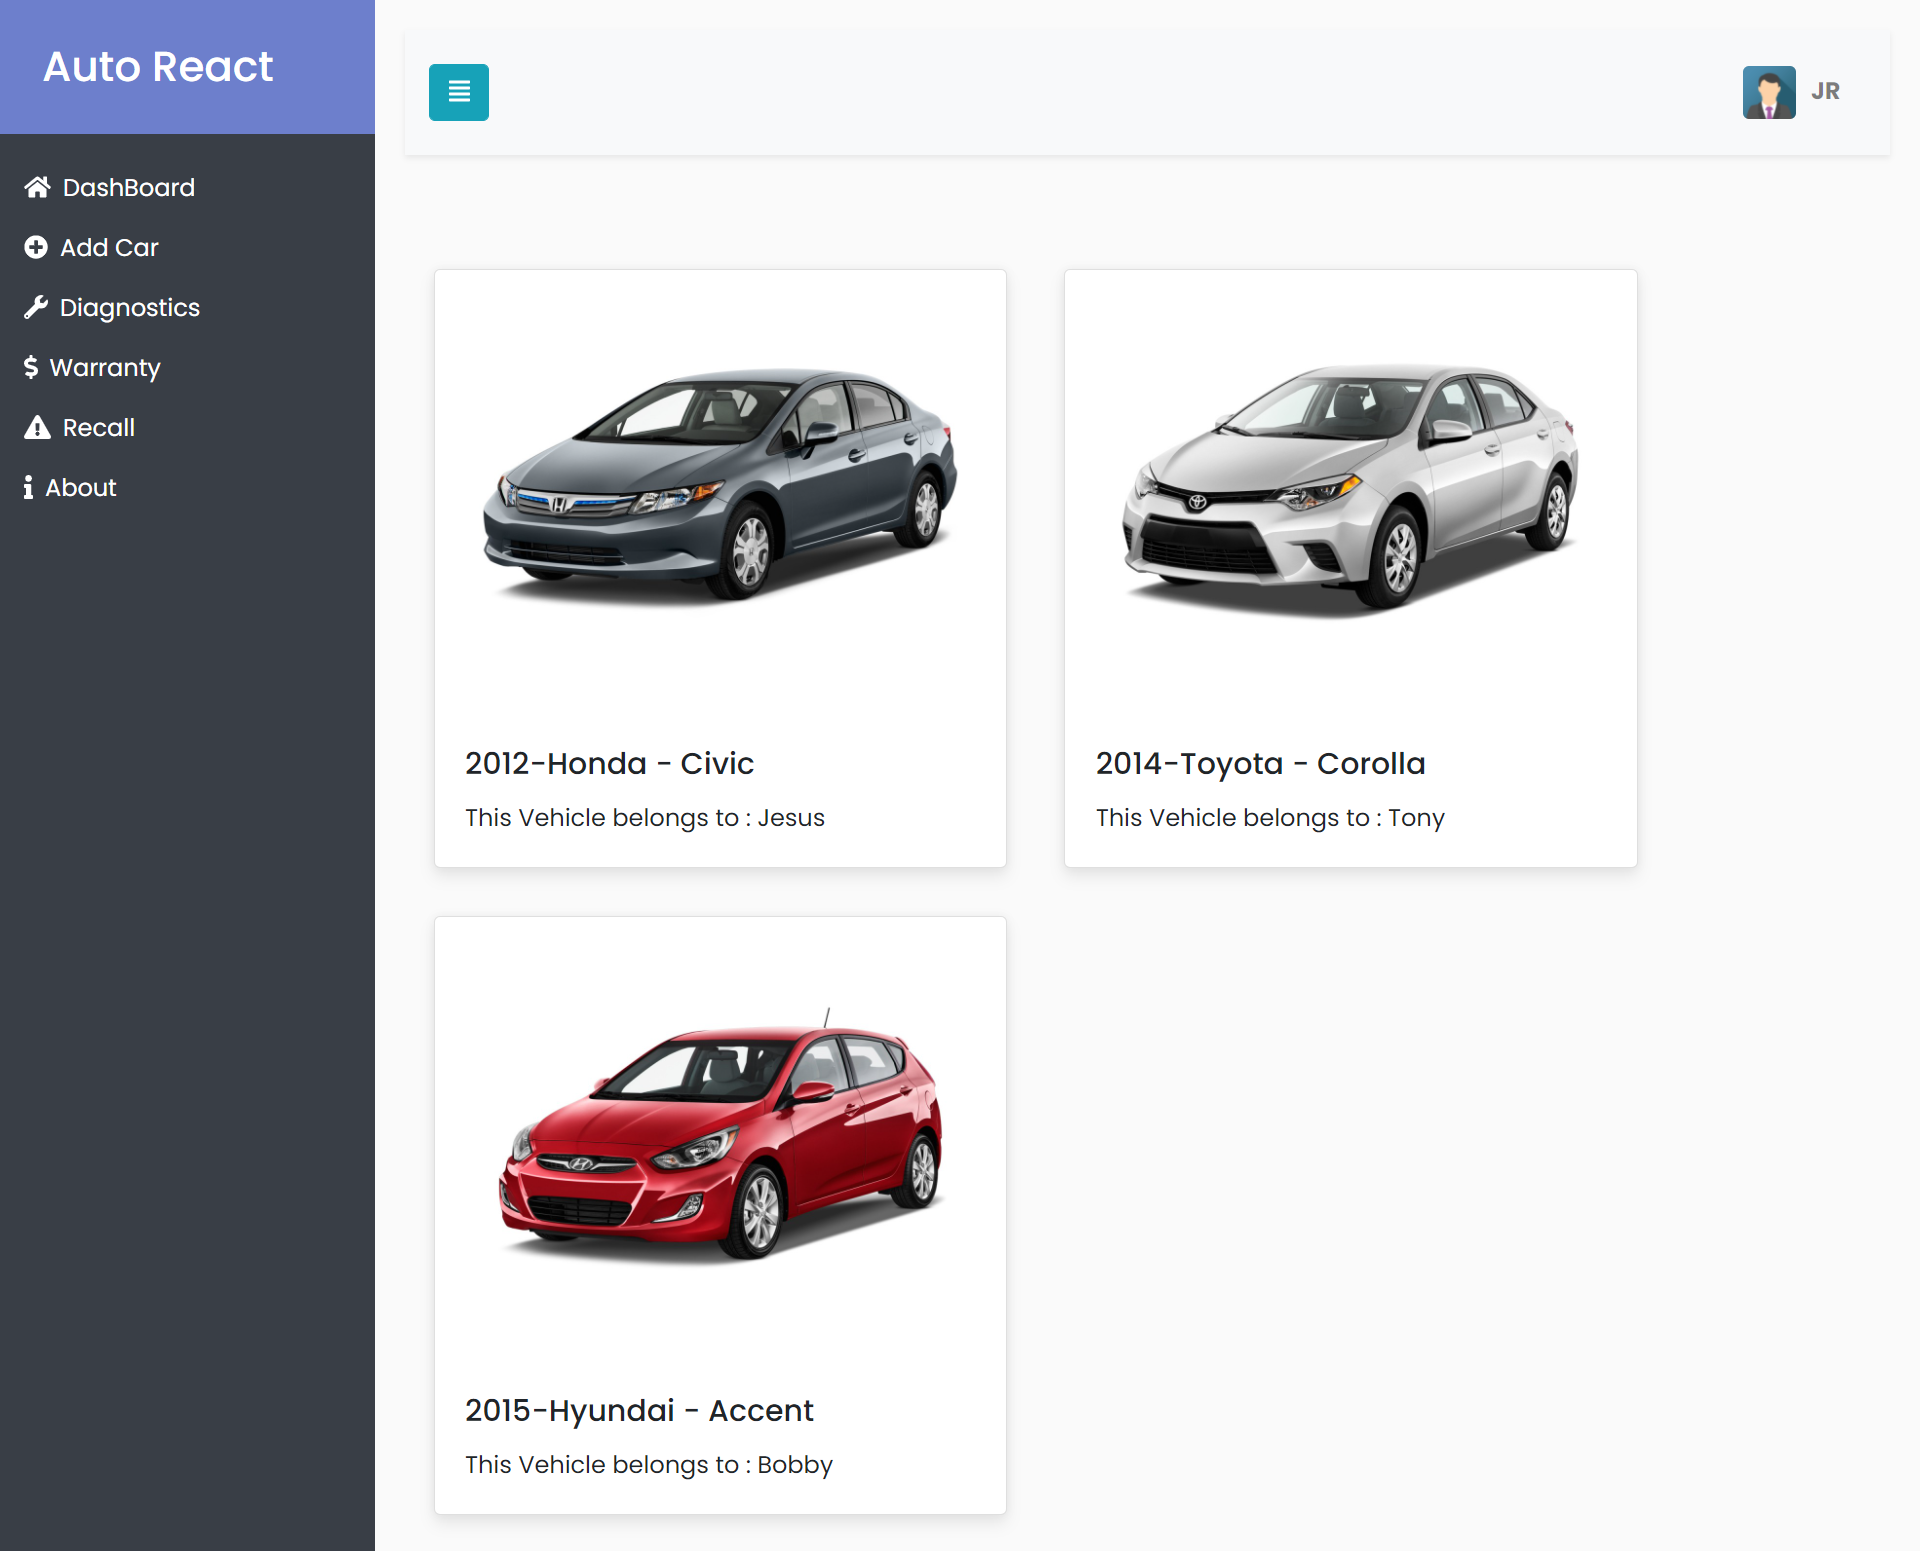 Auto React
JR
DashBoard
Add Car
Diagnostics
Warranty
Recall
About
2012-Honda - Civic
This Vehicle belongs to : Jesus
2014-Toyota - Corolla
This Vehicle belongs to : Tony
2015-Hyundai - Accent
This Vehicle belongs to : Bobby